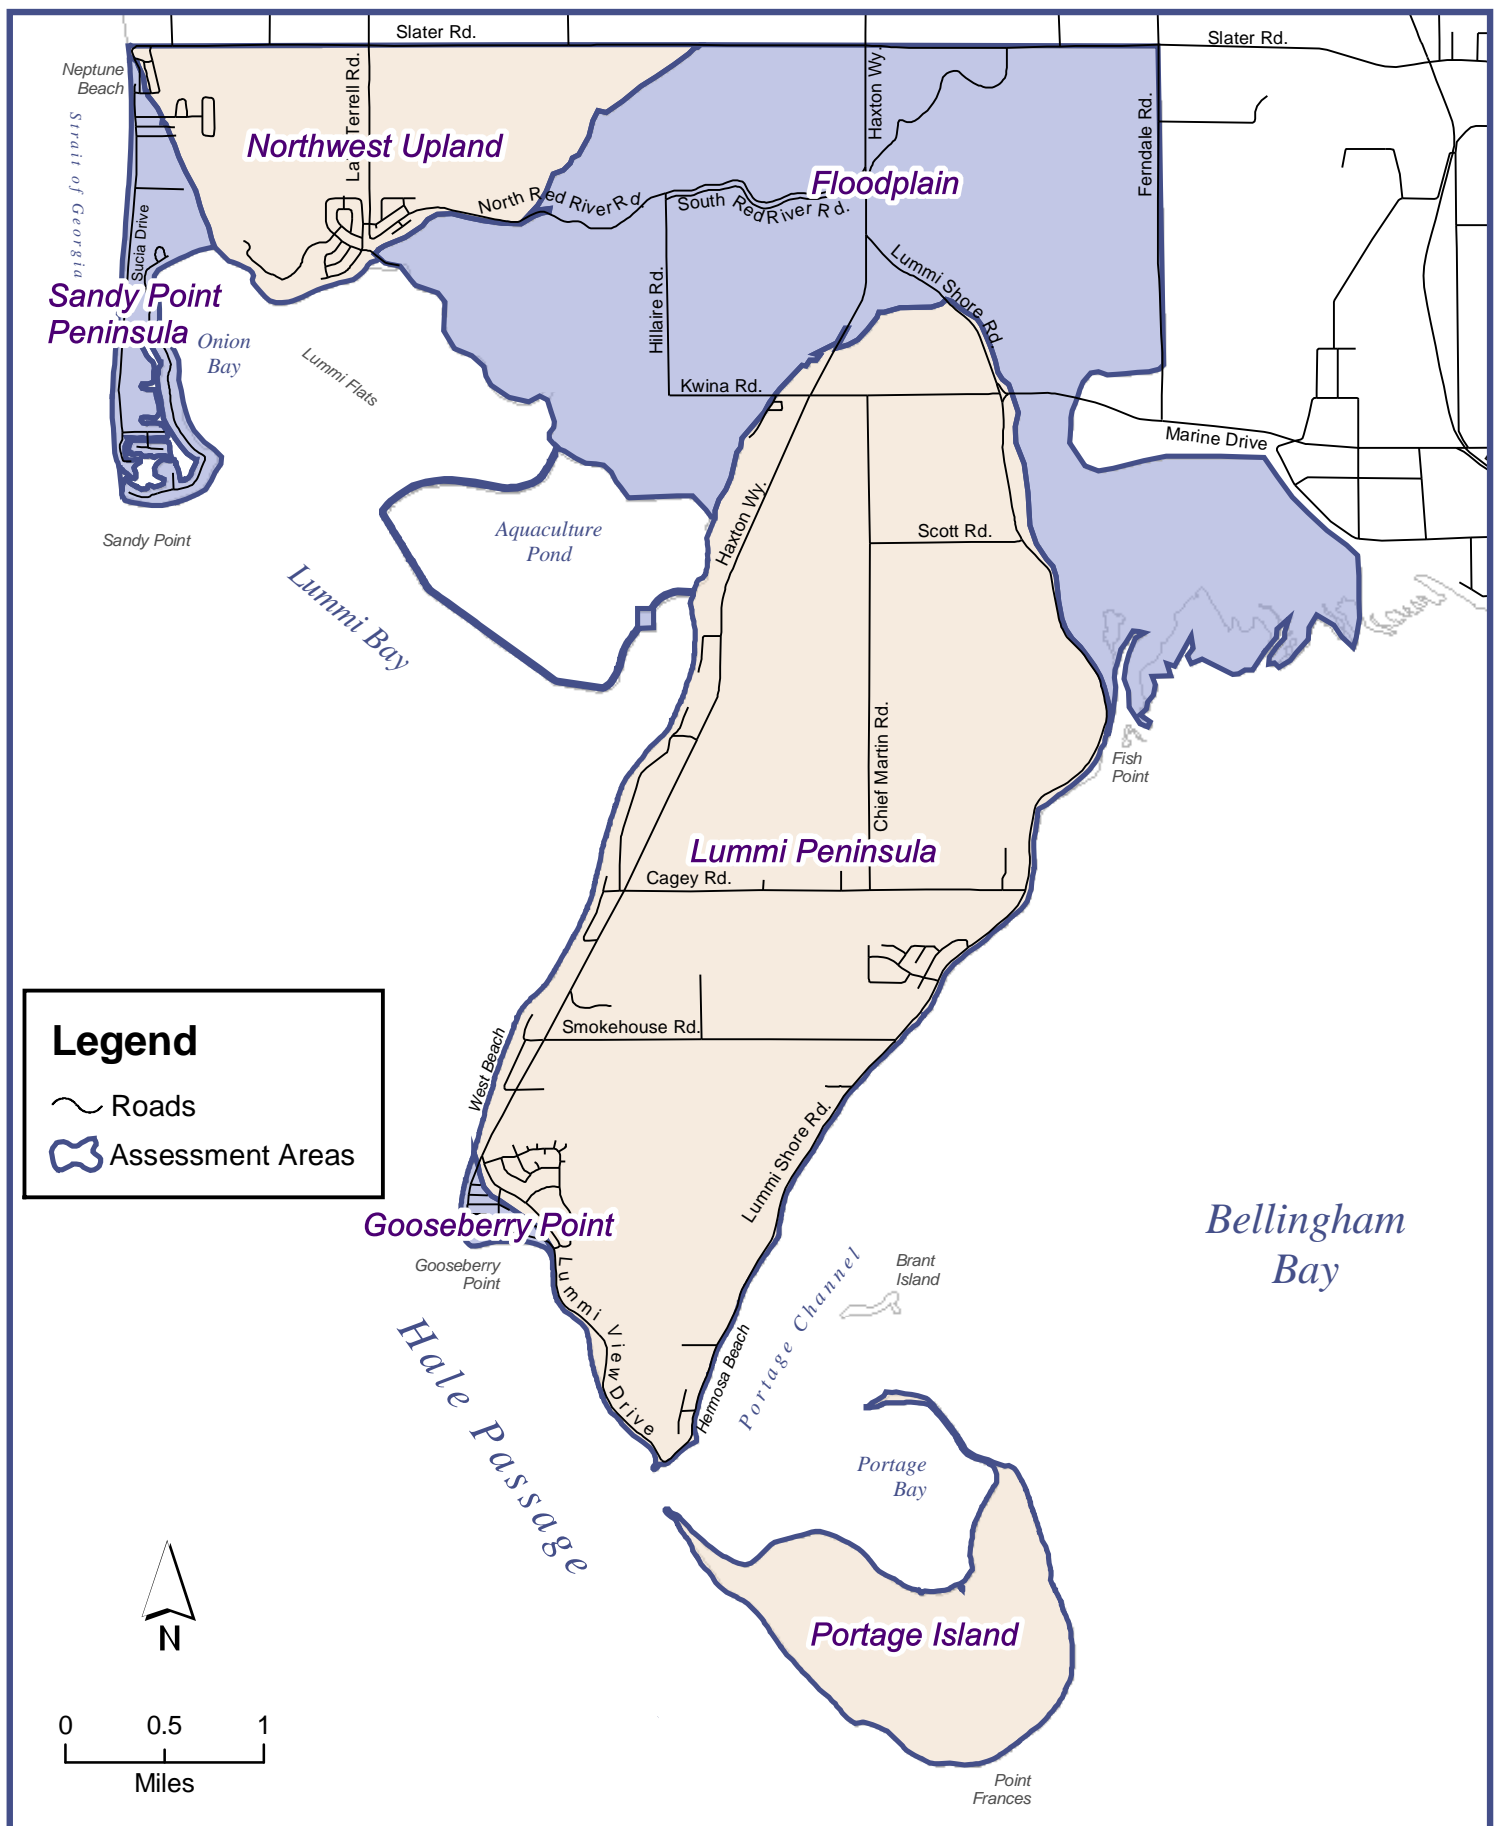 Slater Rd.
Slater Rd.
Neptune
Beach
Strait of Georgia
Terrell Rd.
Haxton Wy.
Ferndale Rd.
Northwest Upland
Floodplain
North Red River Rd.
South Red River Rd.
Sucia Drive
Lummi Shore Rd.
Hillaire Rd.
Sandy Point
Peninsula
Onion
Bay
Lummi Flats
Kwina Rd.
Marine Drive
Sandy Point
Aquaculture
Pond
Haxton Wy.
Scott Rd.
Lummi Bay
Chief Martin Rd.
Fish
Point
Lummi Peninsula
Cagey Rd.
Smokehouse Rd.
West Beach
Legend
Roads
Assessment Areas
Lummi Shore Rd.
Gooseberry Point
Gooseberry
Point
Bellingham
Bay
Brant
Island
Portage Channel
Lummi View Drive
Hale Passage
Hermosa Beach
Portage
Bay
Portage Island
N
0 0.5 1
Miles
Point
Frances